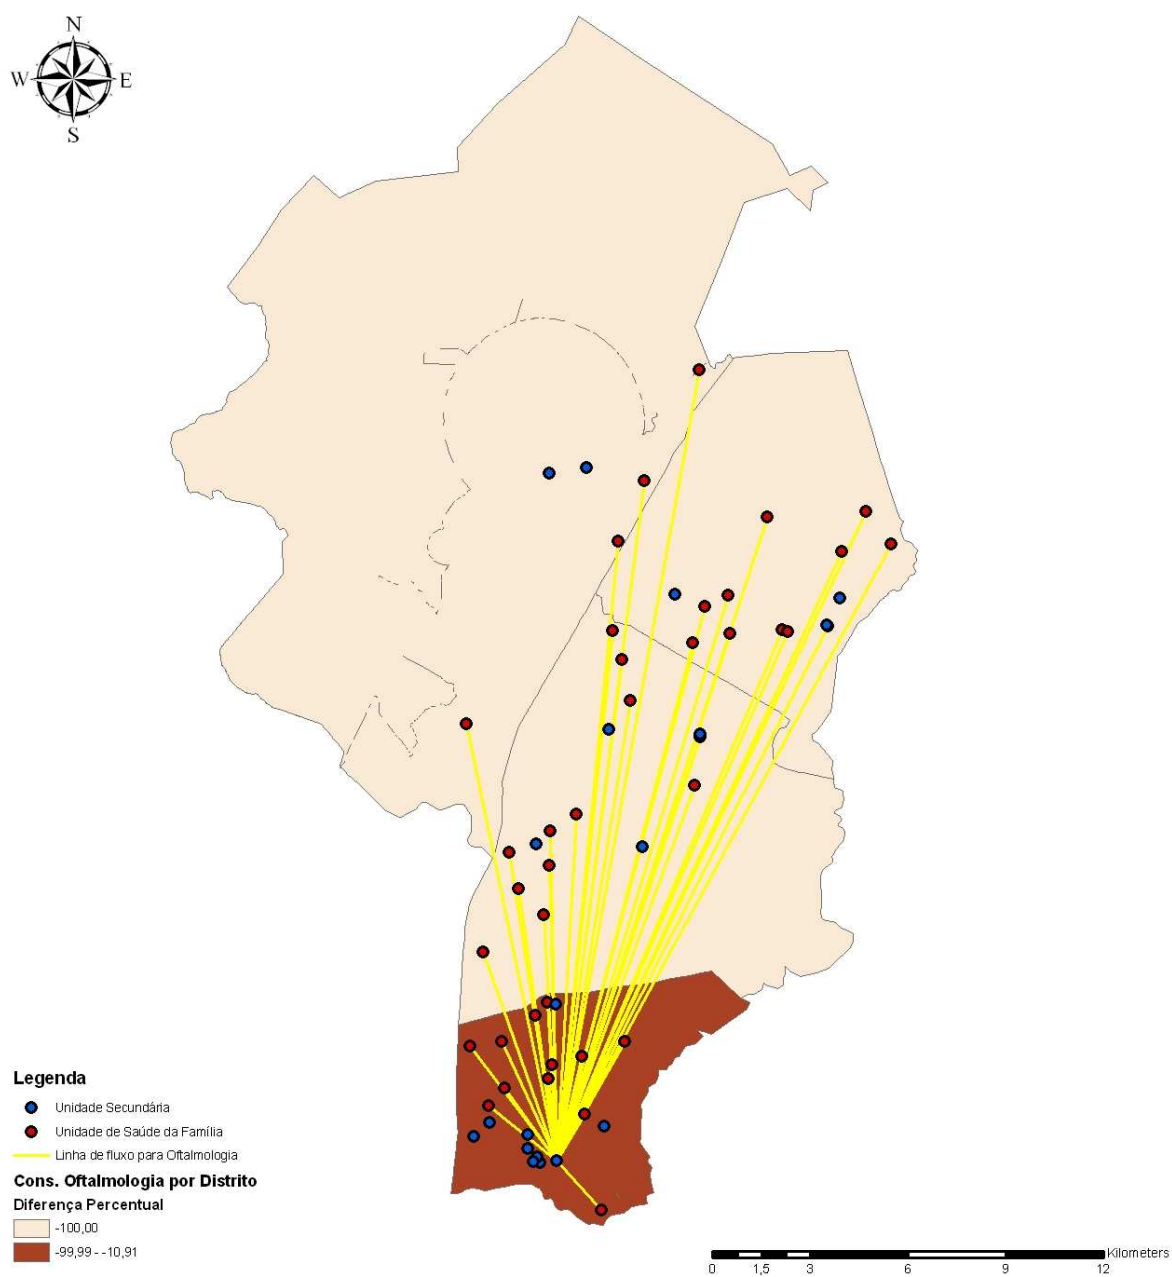 N
W E
S
Legenda
Unidade Secundária
Unidade de Saúde da Família
Linha de fluxo para Oftalmologia
Cons. Oftalmologia por Distrito
Diferença Percentual
-100,00
-99,99 - -10,91
Kilometers
0 1,5 3 6 9 12